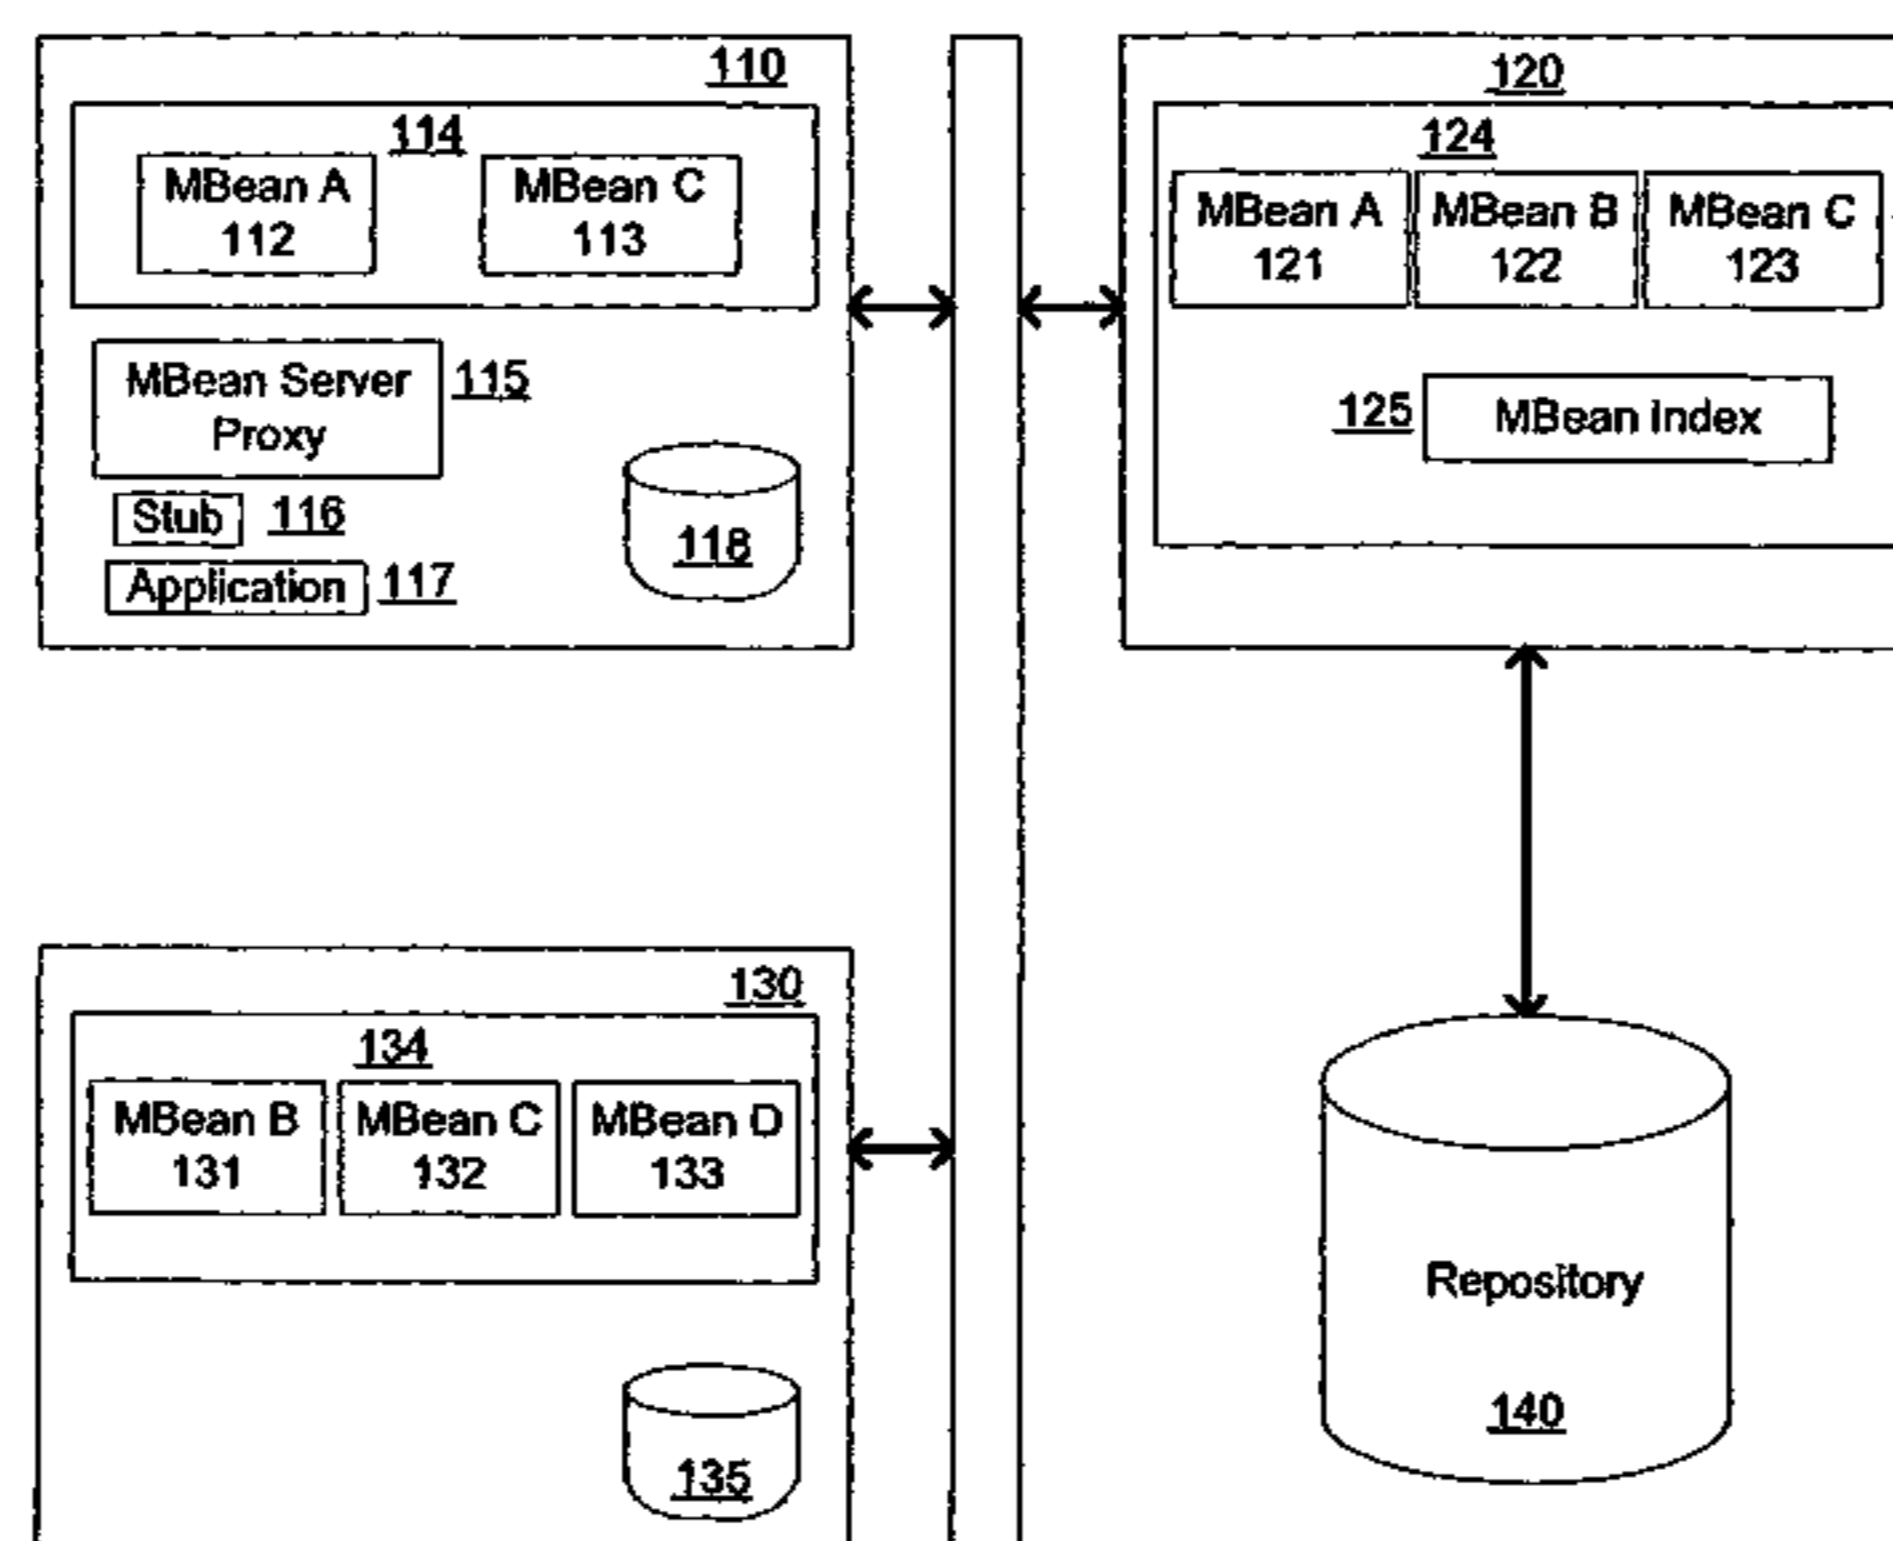 110
114
MBean A
112
MBean C
113
MBean Server
Proxy
115
Stub
116
Application
117
118
120
124
MBean A
121
MBean B
122
MBean C
123
125
MBean Index
130
134
MBean B
131
MBean C
132
MBean D
133
135
Repository
140